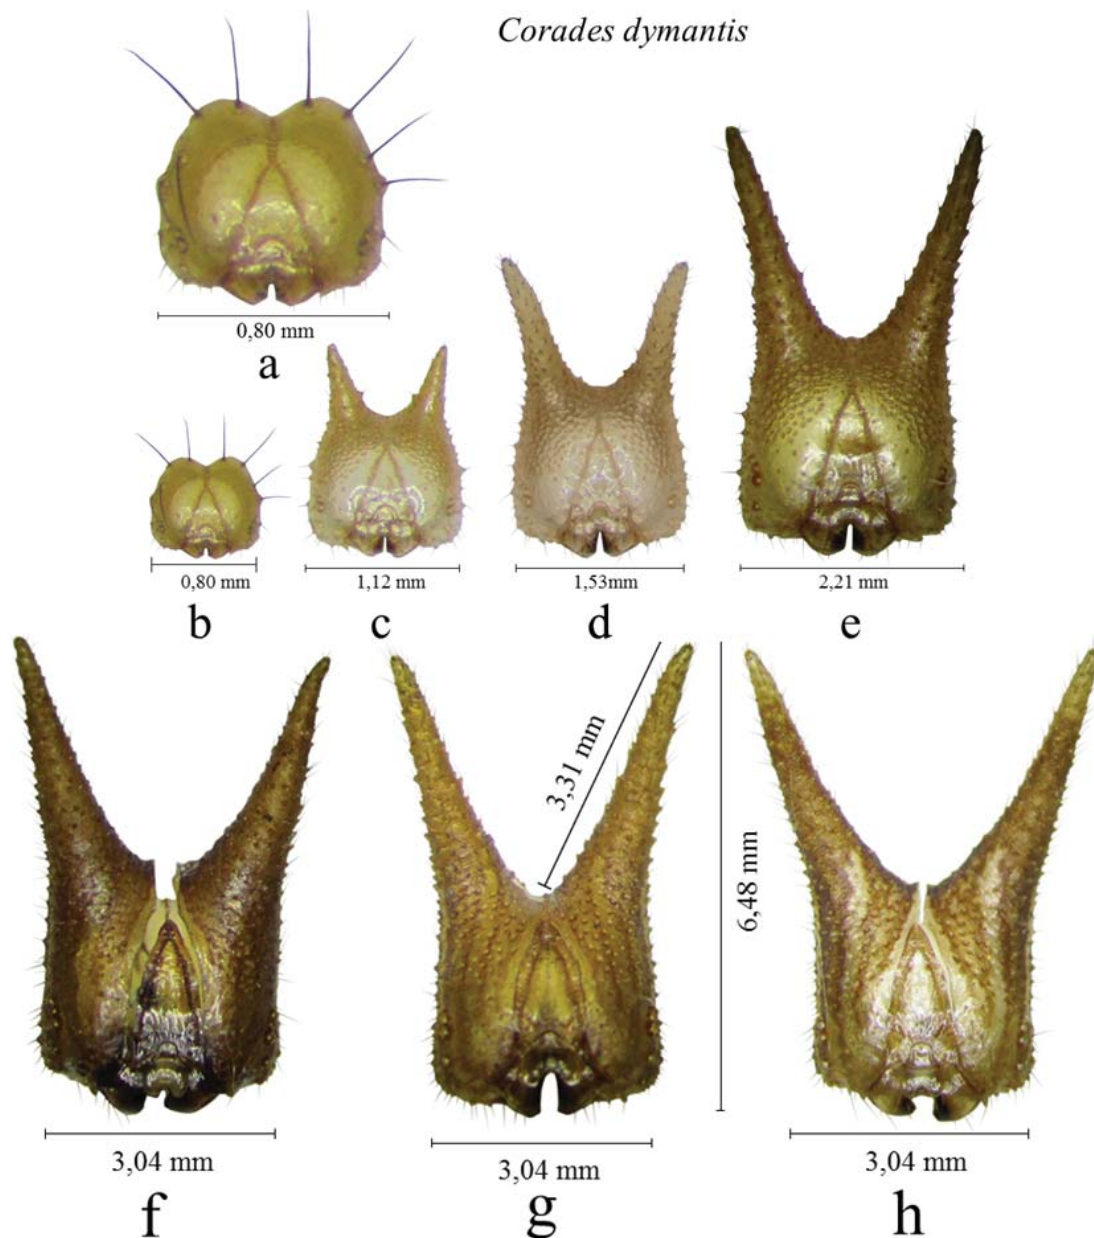 Corades dymantis
0,80 mm
a
0,80 mm
b
1,12 mm
c
1,53mm
d
2,21 mm
e
3,31 mm
6,48 mm
3,04 mm
f
3,04 mm
g
3,04 mm
h